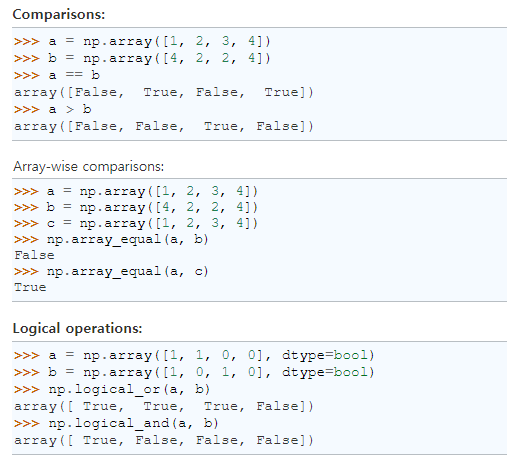 Comparisons:
>>> a = np.array([1, 2, 3, 4])
>>> b = np.array([4, 2, 2, 4])
>>> a == b
array([False,  True, False,  True])
>>> a > b
array([False, False,  True, False])
Array-wise comparisons:
>>> a = np.array([1, 2, 3, 4])
>>> b = np.array([4, 2, 2, 4])
>>> c = np.array([1, 2, 3, 4])
>>> np.array_equal(a, b)
False
>>> np.array_equal(a, c)
True
Logical operations:
>>> a = np.array([1, 1, 0, 0], dtype=bool)
>>> b = np.array([1, 0, 1, 0], dtype=bool)
>>> np.logical_or(a, b)
array([ True,  True,  True, False])
>>> np.logical_and(a, b)
array([ True, False, False, False])